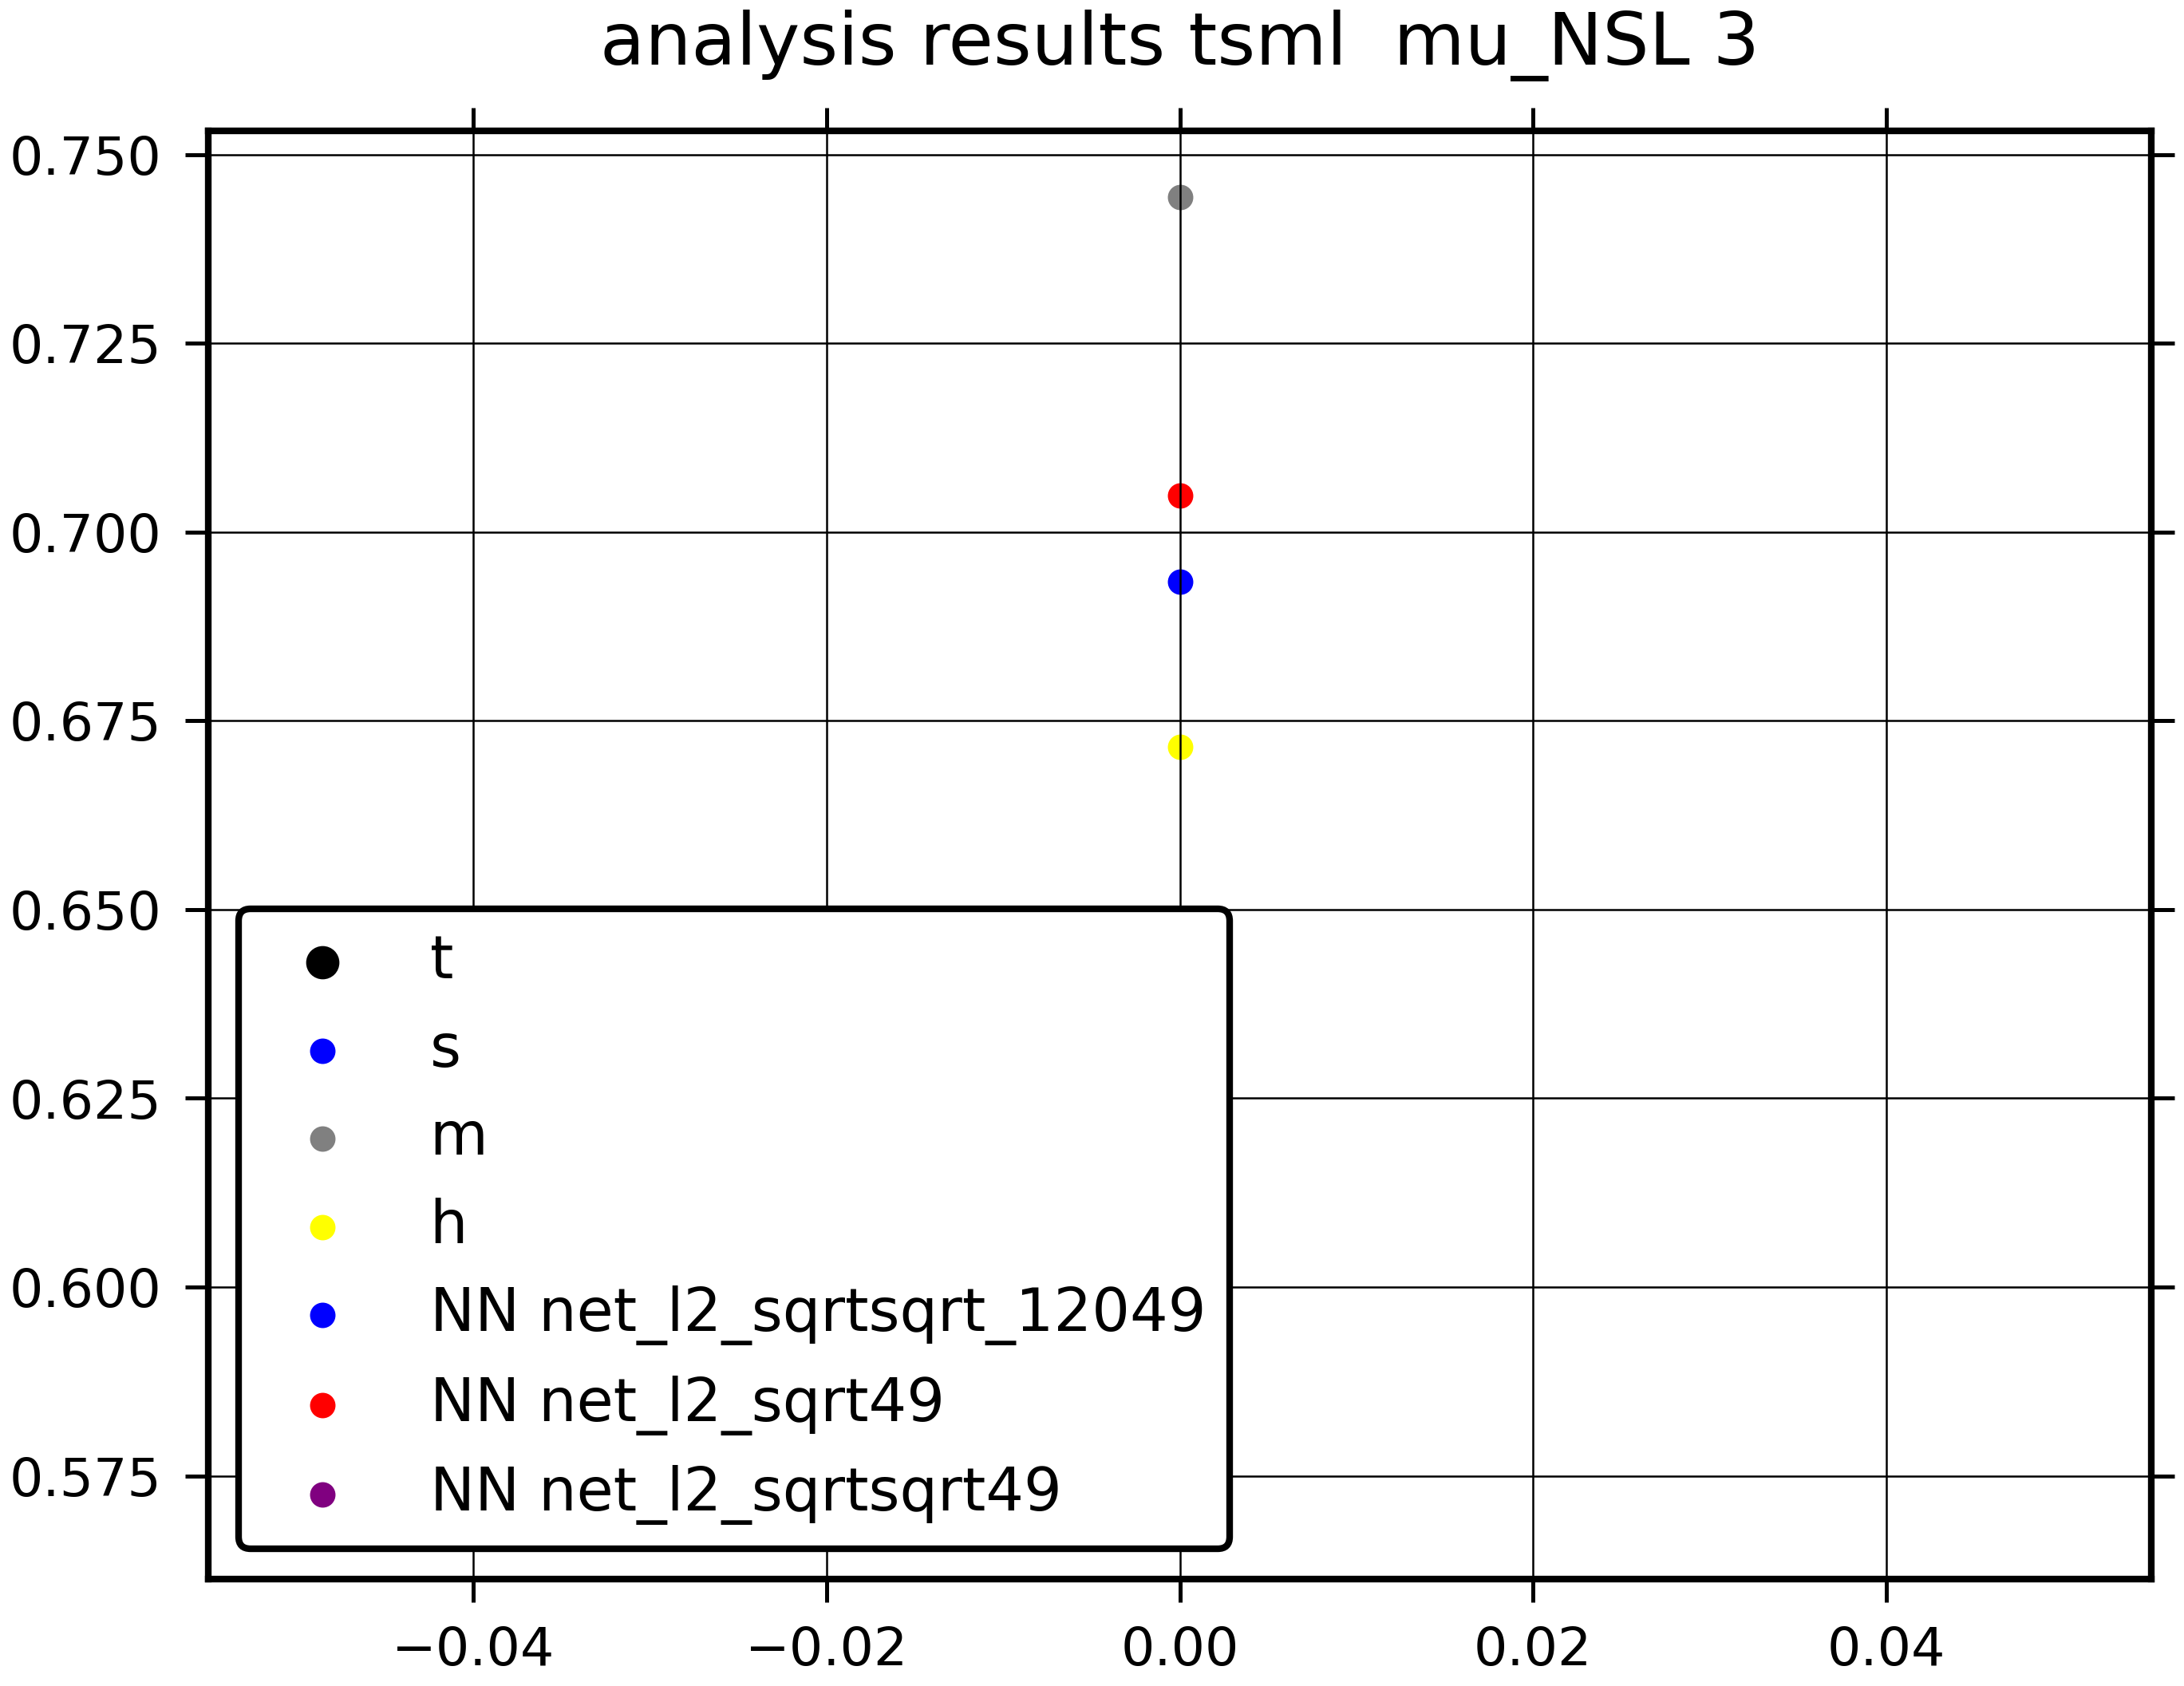 analysis results tsml  mu_NSL 3
0.750
0.725
0.700
0.675
0.650
0.625
0.600
0.575
t
s
m
h
NN net_l2_sqrtsqrt_12049
NN net_l2_sqrt49
NN net_l2_sqrtsqrt49
−0.04 −0.02 0.00 0.02 0.04